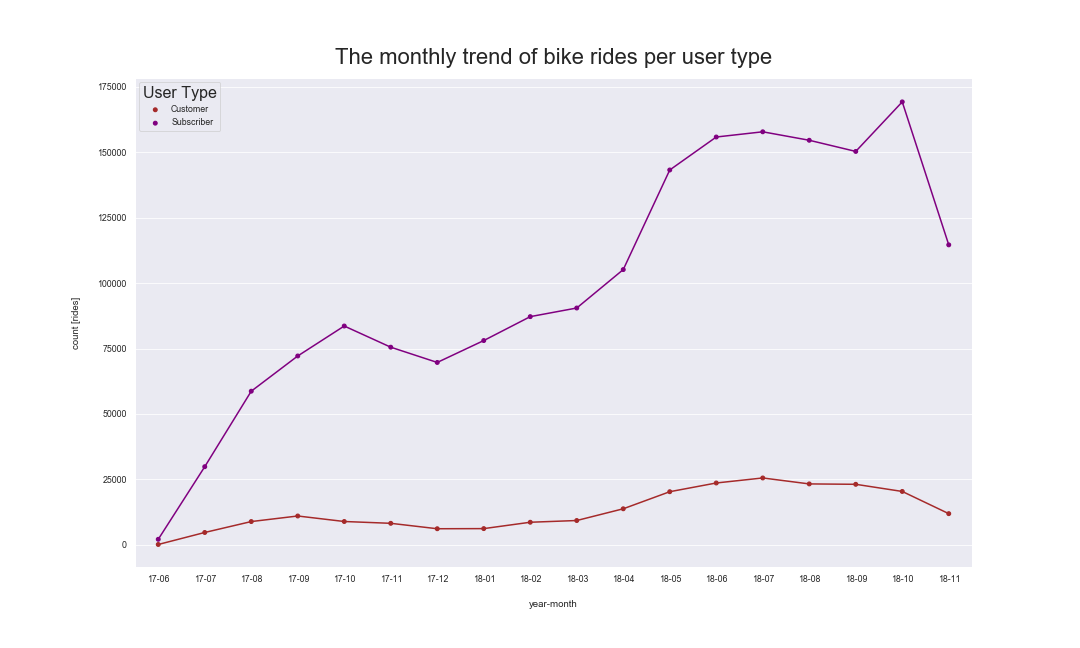 The monthly trend of bike rides per user type
User Type
Customer
Subscriber
175000
150000
125000
100000
75000
50000
25000
0
count [rides]
17-06 17-07 17-08 17-09 17-10 17-11 17-12 18-01 18-02 18-03 18-04 18-05 18-06 18-07 18-08 18-09 18-10 18-11
year-month